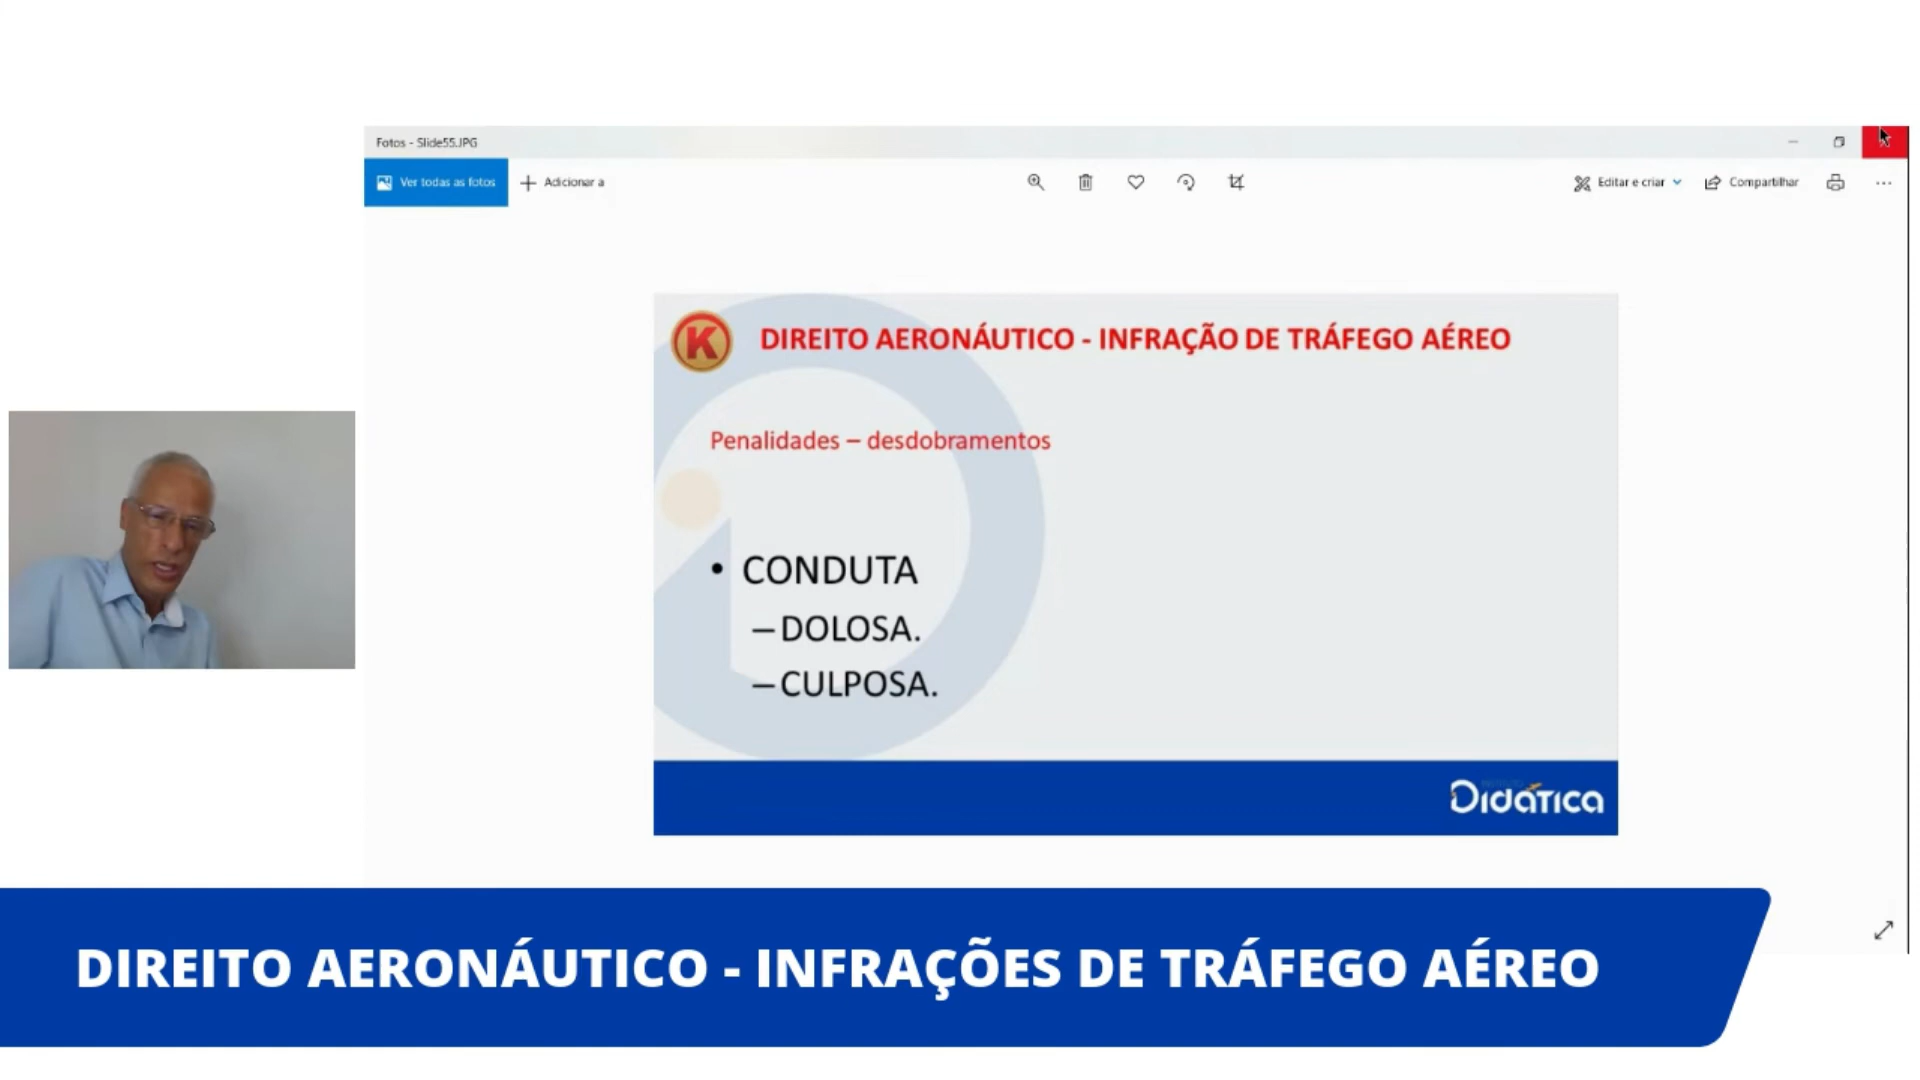 Fotos - Slide55.JPG
Ver todas as fotos
Adicionar a
Editar e criar
Compartilhar
K
DIREITO AERONÁUTICO - INFRAÇÃO DE TRÁFEGO AÉREO
Penalidades – desdobramentos
• CONDUTA
– DOLOSA.
– CULPOSA.
Didática
DIREITO AERONÁUTICO - INFRAÇÕES DE TRÁFEGO AÉREO